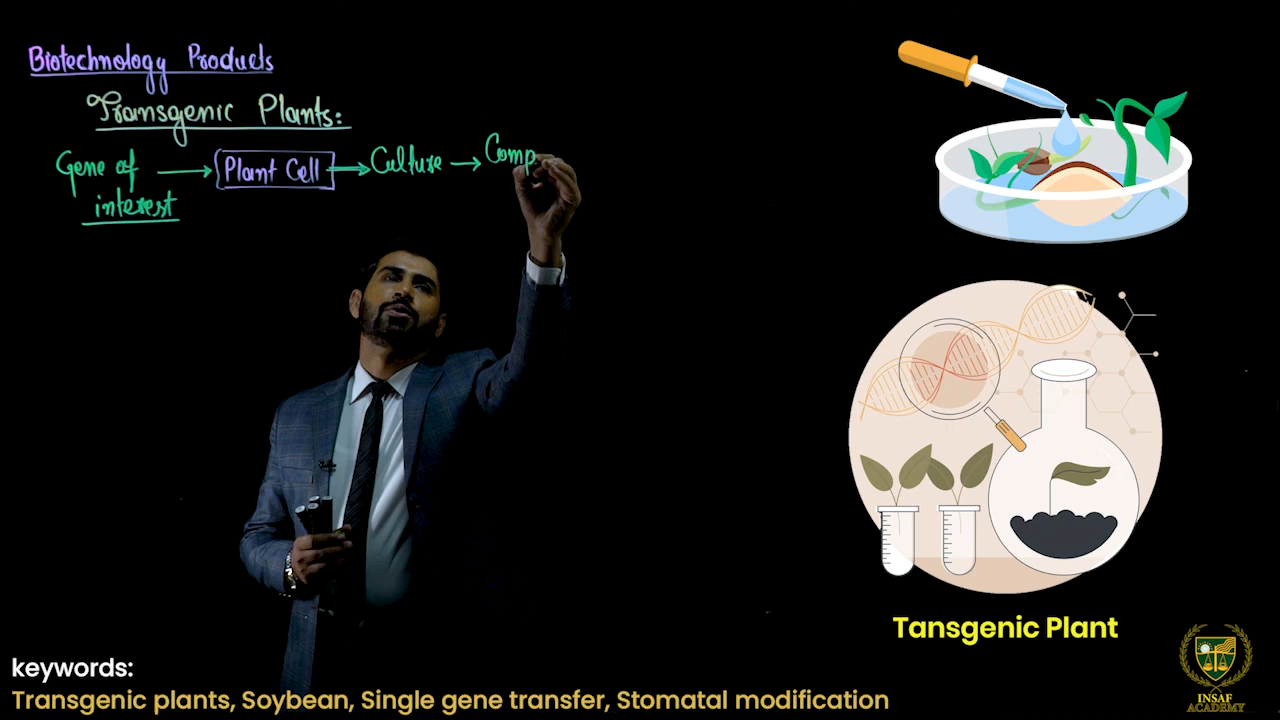 Biotechnology Products
Transgenic Plants:
Gene of → Plant Cell → Culture → Comp
interest
Tansgenic Plant
keywords:
Transgenic plants, Soybean, Single gene transfer, Stomatal modification
INSAF
ACADEMY